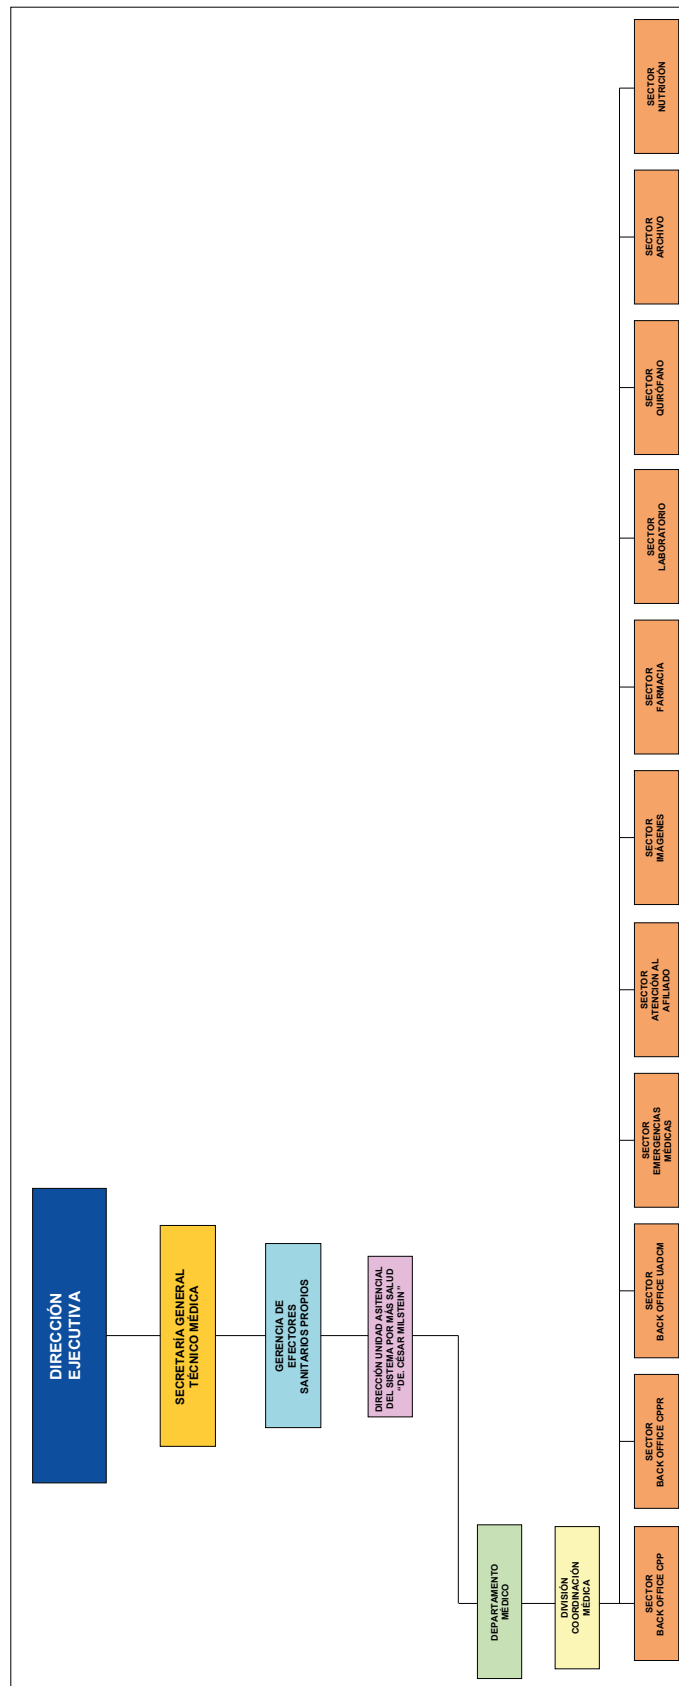 DIRECCIÓN
EJECUTIVA
SECRETARÍA GENERAL
TÉCNICO MÉDICA
GERENCIA DE
EFECTORES
SANITARIOS PROPIOS
DIRECCIÓN UNIDAD ASITENCIAL
DEL SISTEMA POR MÁS SALUD
“DE. CÉSAR MILSTEIN”
DEPARTAMENTO
MÉDICO
DIVISIÓN
COORDINACIÓN
MÉDICA
SECTOR
BACK OFFICE CPP
SECTOR
BACK OFFICE CPPR
SECTOR
BACK OFFICE UADCM
SECTOR
EMERGENCIAS
MÉDICAS
SECTOR
ATENCIÓN AL
AFILIADO
SECTOR
IMÁGENES
SECTOR
FARMACIA
SECTOR
LABORATORIO
SECTOR
QUIRÓFANO
SECTOR
ARCHIVO
SECTOR
NUTRICIÓN